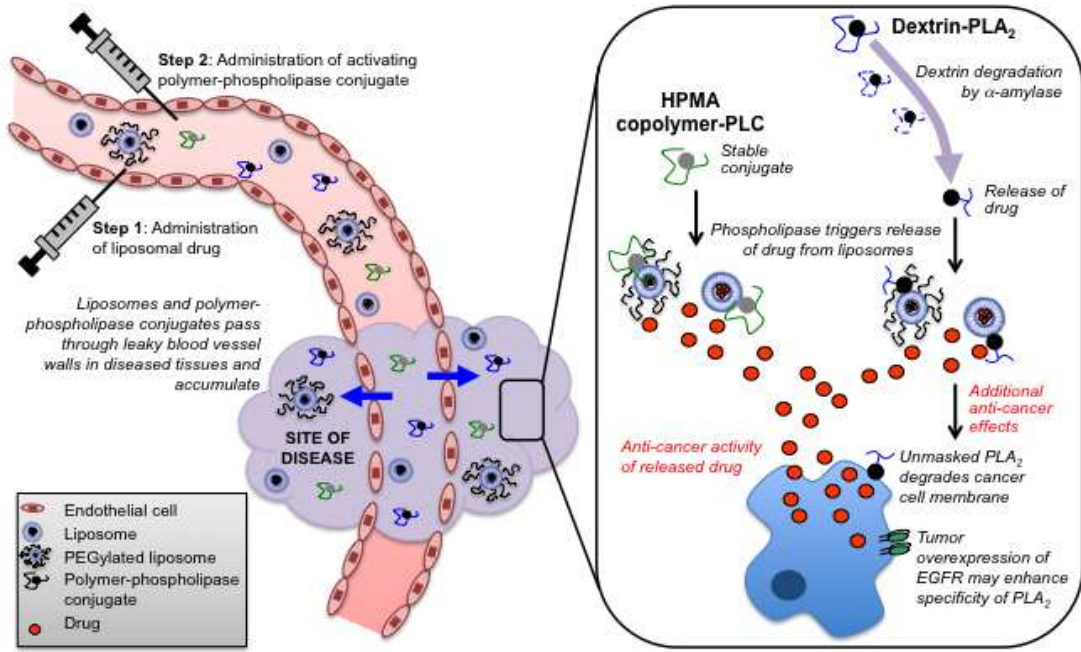 Step 2: Administration of activating
polymer-phospholipase conjugate
Step 1: Administration
of liposomal drug
Liposomes and polymer-
phospholipase conjugates pass
through leaky blood vessel
walls in diseased tissues and
accumulate
SITE OF
DISEASE
Endothelial cell
Liposome
PEGylated liposome
Polymer-phospholipase
conjugate
Drug
Dextrin-PLA₂
Dextrin degradation
by α-amylase
HPMA
copolymer-PLC
Stable
conjugate
Release of
drug
Phospholipase triggers release
of drug from liposomes
Additional
anti-cancer
effects
Anti-cancer activity
of released drug
Unmasked PLA₂
degrades cancer
cell membrane
Tumor
overexpression of
EGFR may enhance
specificity of PLA₂